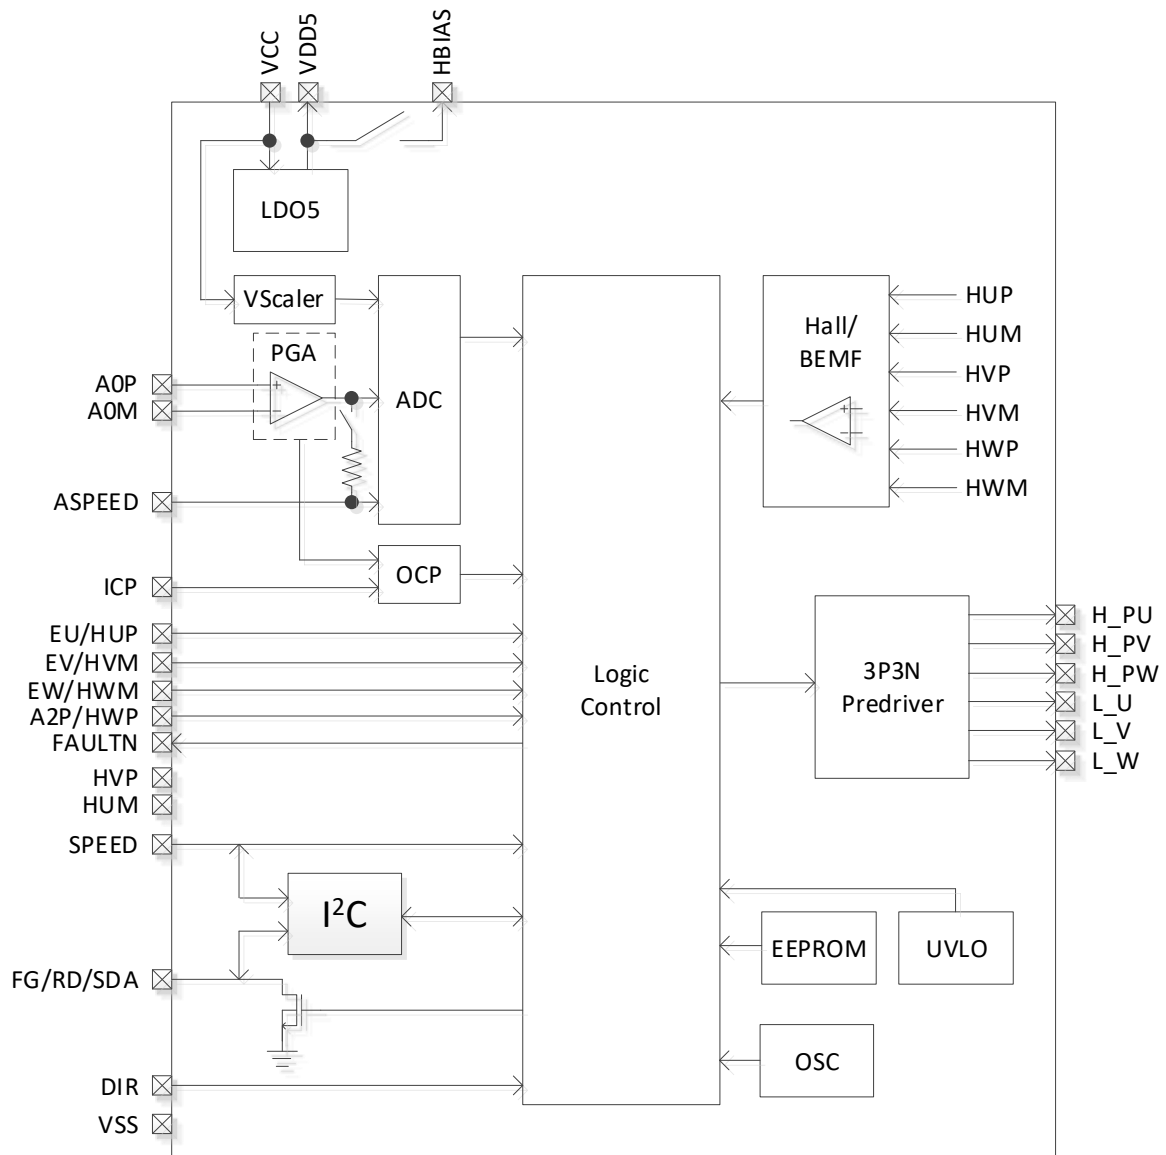 VCC
VDD5
HBIAS
LDO5
VScaler
PGA
A0P
A0M
ADC
ASPEED
OCP
ICP
EU/HUP
EV/HVM
EW/HWM
A2P/HWP
FAULTN
HVP
HUM
SPEED
I²C
FG/RD/SDA
DIR
VSS
Logic
Control
Hall/
BEMF
HUP
HUM
HVP
HVM
HWP
HWM
3P3N
Predriver
H_PU
H_PV
H_PW
L_U
L_V
L_W
EEPROM
UVLO
OSC